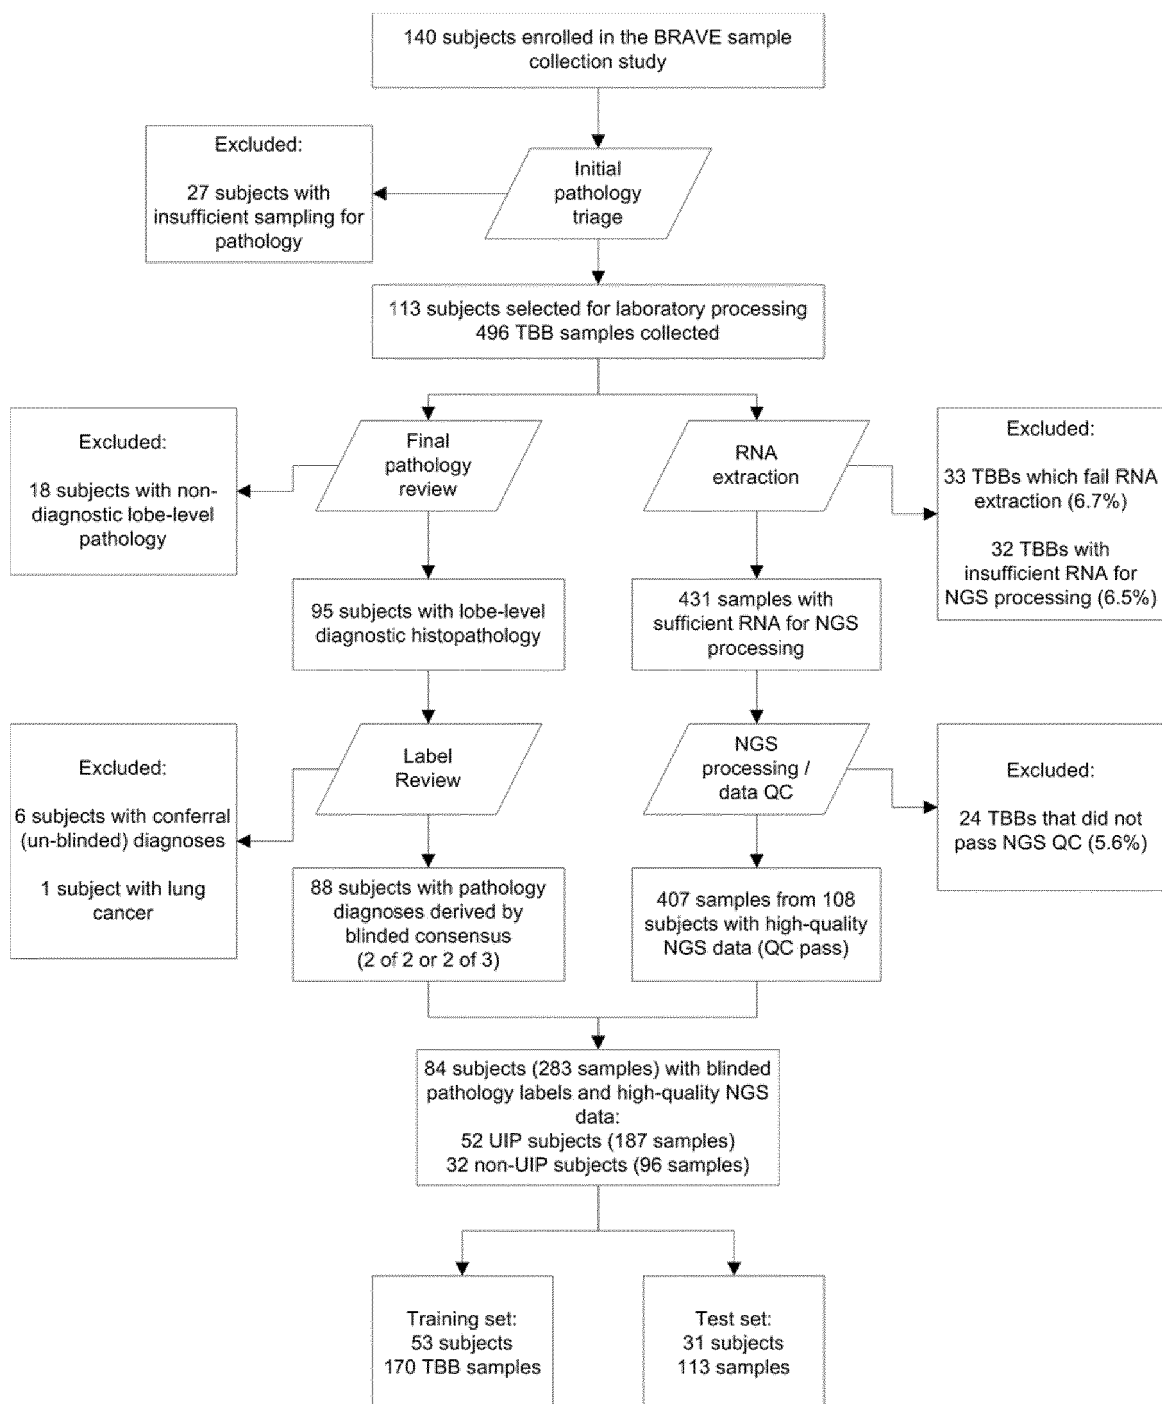 140 subjects enrolled in the BRAVE sample
collection study
Excluded:
27 subjects with
insufficient sampling for
pathology
Initial
pathology
triage
113 subjects selected for laboratory processing
496 TBB samples collected
Excluded:
18 subjects with non-
diagnostic lobe-level
pathology
Final
pathology
review
RNA
extraction
Excluded:
33 TBBs which fail RNA
extraction (6.7%)
32 TBBs with
insufficient RNA for
NGS processing (6.5%)
95 subjects with lobe-level
diagnostic histopathology
431 samples with
sufficient RNA for NGS
processing
Excluded:
6 subjects with conferral
(un-blinded) diagnoses
1 subject with lung
cancer
Label
Review
NGS
processing /
data QC
Excluded:
24 TBBs that did not
pass NGS QC (5.6%)
88 subjects with pathology
diagnoses derived by
blinded consensus
(2 of 2 or 2 of 3)
407 samples from 108
subjects with high-quality
NGS data (QC pass)
84 subjects (283 samples) with blinded
pathology labels and high-quality NGS
data:
52 UIP subjects (187 samples)
32 non-UIP subjects (96 samples)
Training set:
53 subjects
170 TBB samples
Test set:
31 subjects
113 samples